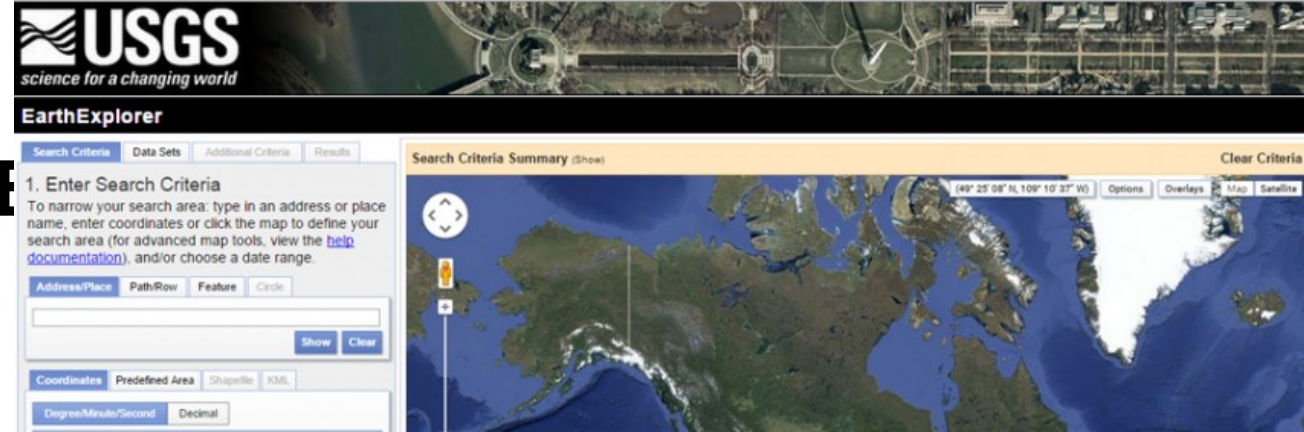 USGS
science for a changing world
EarthExplorer
Search Criteria Data Sets Additional Criteria Results
1. Enter Search Criteria
To narrow your search area: type in an address or place
name, enter coordinates or click the map to define your
search area (for advanced map tools, view the help
documentation), and/or choose a date range.
Address/Place Path/Row Feature Circle
Show Clear
Coordinates Predefined Area Shapefile KML
Degree/Minute/Second Decimal
Search Criteria Summary (Show) Clear Criteria
(49° 25' 08" N, 109° 10' 37" W) Options Overlays Map Satellite